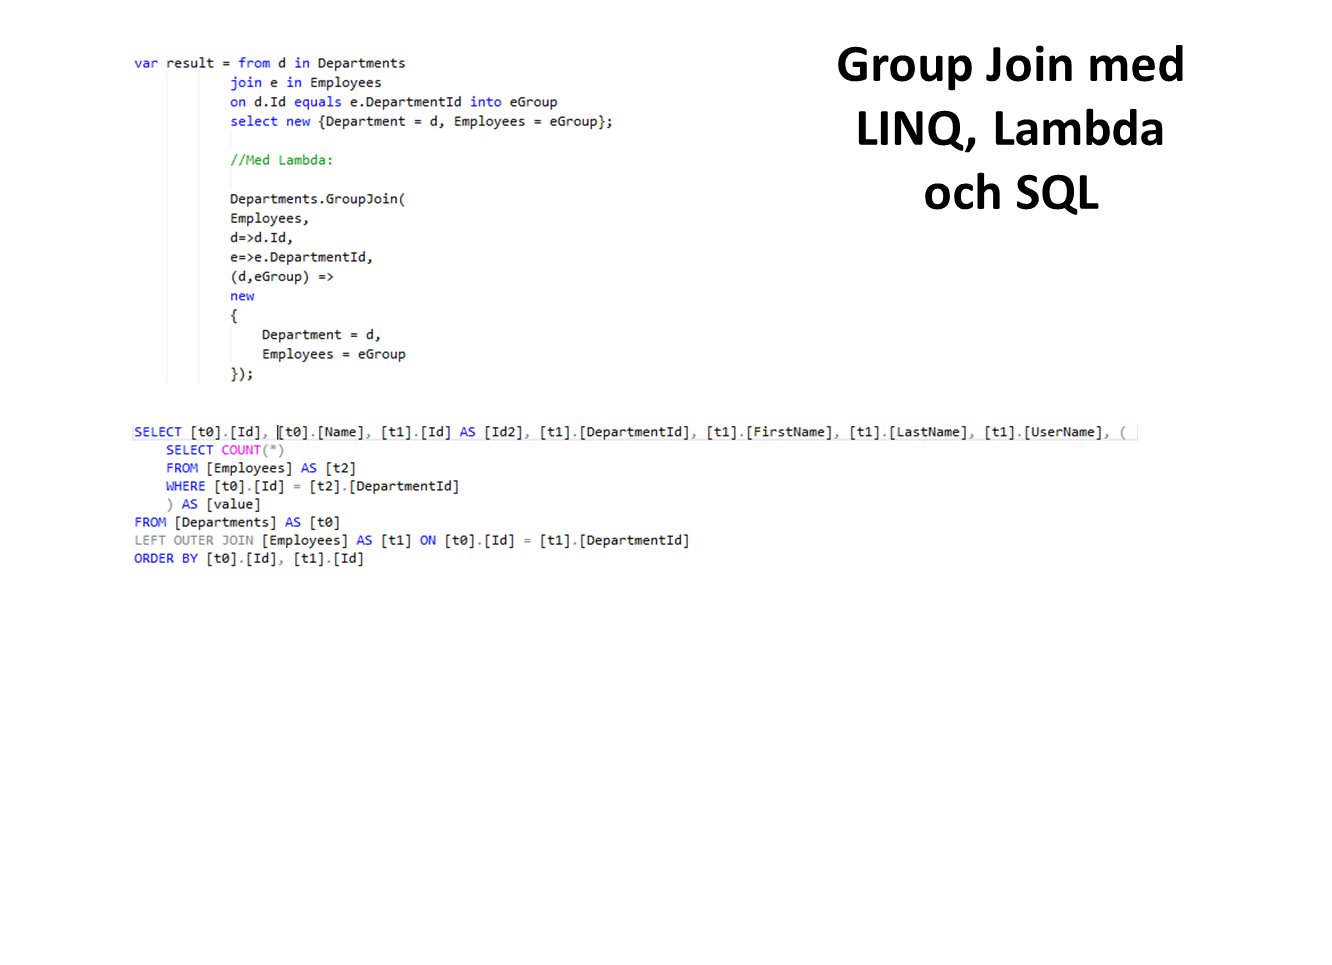 Group Join med
LINQ, Lambda
och SQL
var result = from d in Departments
join e in Employees
on d.Id equals e.DepartmentId into eGroup
select new {Department = d, Employees = eGroup};
//Med Lambda:
Departments.GroupJoin(
Employees,
d=>d.Id,
e=>e.DepartmentId,
(d,eGroup) =>
new
{
Department = d,
Employees = eGroup
});
SELECT [t0].[Id], [t0].[Name], [t1].[Id] AS [Id2], [t1].[DepartmentId], [t1].[FirstName], [t1].[LastName], [t1].[UserName], (
SELECT COUNT(*)
FROM [Employees] AS [t2]
WHERE [t0].[Id] = [t2].[DepartmentId]
) AS [value]
FROM [Departments] AS [t0]
LEFT OUTER JOIN [Employees] AS [t1] ON [t0].[Id] = [t1].[DepartmentId]
ORDER BY [t0].[Id], [t1].[Id]